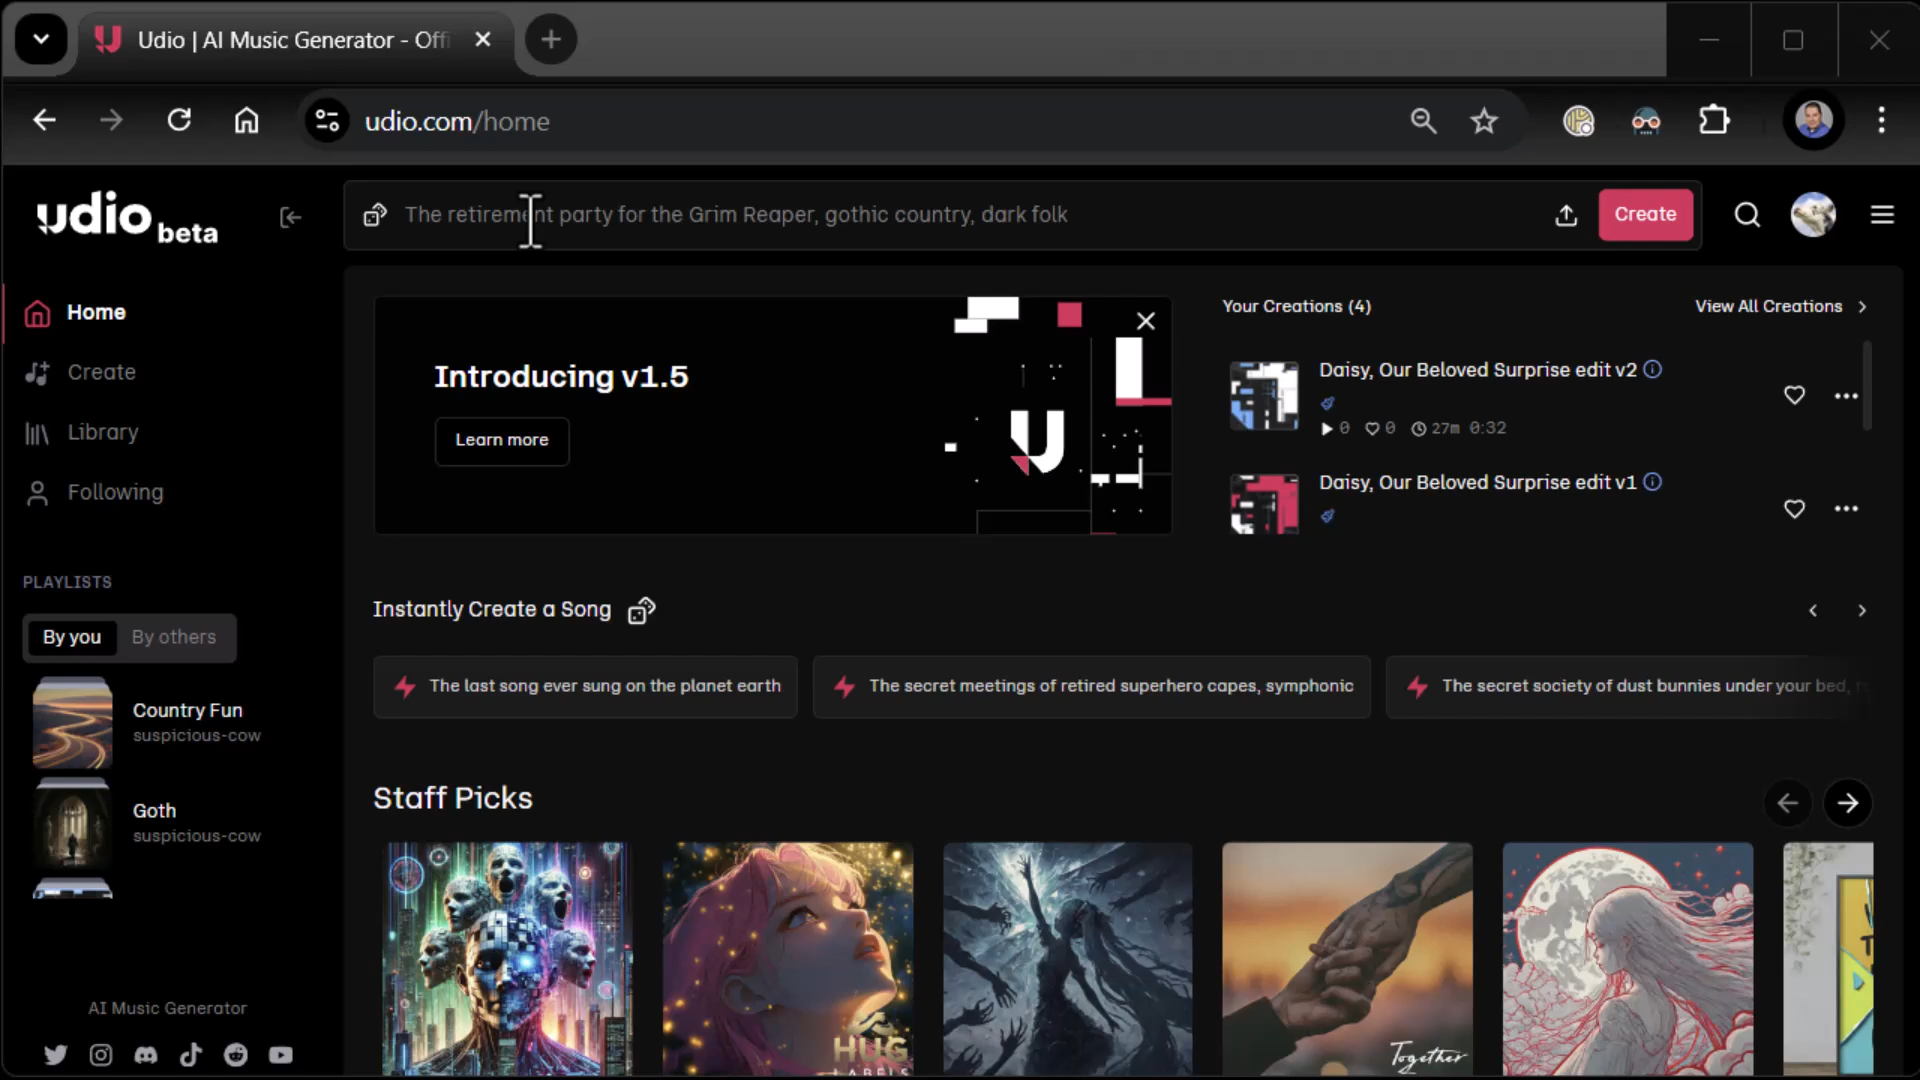 Udio | AI Music Generator - Offi
udio.com/home
udio beta
The retirement party for the Grim Reaper, gothic country, dark folk
Create
Home
Create
Library
Following
PLAYLISTS
By you
By others
Country Fun
suspicious-cow
Goth
suspicious-cow
AI Music Generator
Introducing v1.5
Learn more
Your Creations (4)
View All Creations
Daisy, Our Beloved Surprise edit v2
0 0 27m 0:32
Daisy, Our Beloved Surprise edit v1
Instantly Create a Song
The last song ever sung on the planet earth
The secret meetings of retired superhero capes, symphonic
The secret society of dust bunnies under your bed,
Staff Picks
HUG
LABELS
Together